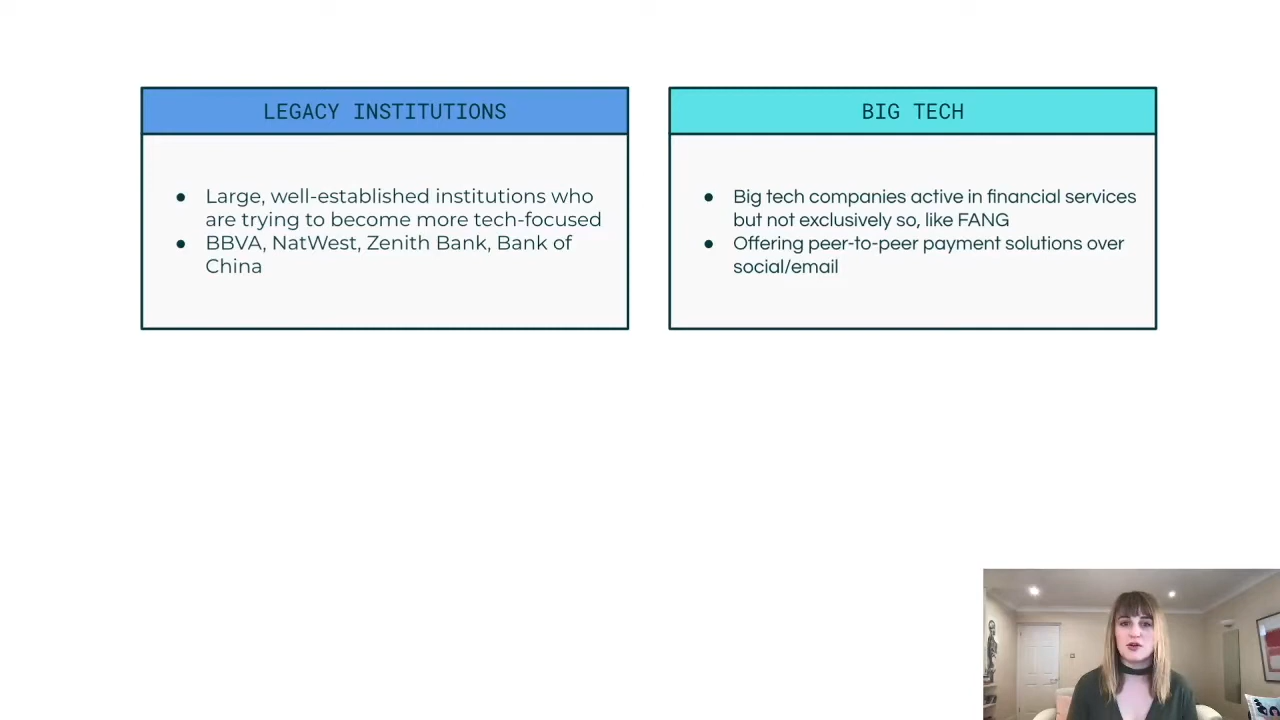 LEGACY INSTITUTIONS
● Large, well-established institutions who
are trying to become more tech-focused
● BBVA, NatWest, Zenith Bank, Bank of
China
BIG TECH
● Big tech companies active in financial services
but not exclusively so, like FANG
● Offering peer-to-peer payment solutions over
social/email